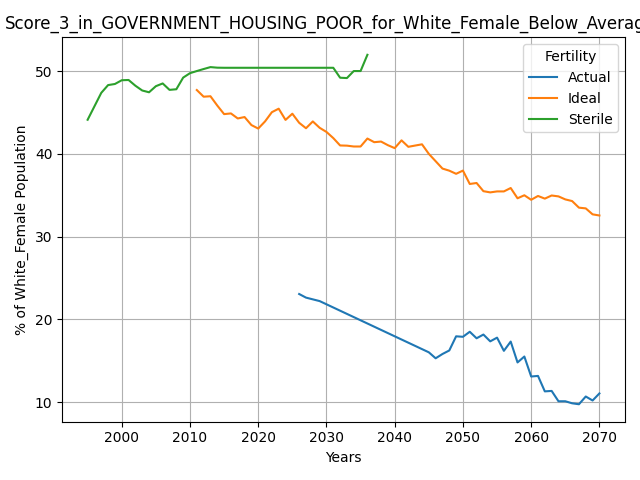 Score_3_in_GOVERNMENT_HOUSING_POOR_for_White_Female_Below_Averag
Fertility
Actual
Ideal
Sterile
% of White_Female Population
50
40
30
20
10
2000 2010 2020 2030 2040 2050 2060 2070
Years